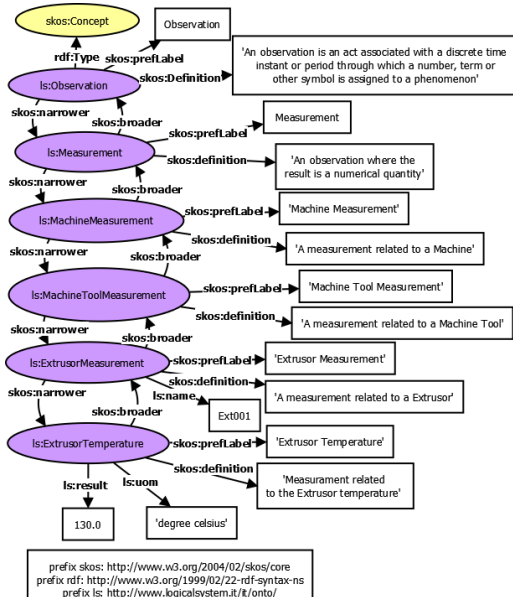 skos:Concept
Observation
rdf:Type
skos:prefLabel
'An observation is an act associated with a discrete time
instant or period through which a number, term or
other symbol is assigned to a phenomenon'
skos:Definition
ls:Observation
skos:narrower
skos:broader
Measurement
skos:prefLabel
ls:Measurement
skos:definition
'An observation where the
result is a numerical quantity'
skos:narrower
skos:broader
skos:prefLabel
'Machine Measurement'
ls:MachineMeasurement
skos:definition
'A measurement related to a Machine'
skos:narrower
skos:broader
skos:prefLabel
'Machine Tool Measurement'
ls:MachineToolMeasurement
skos:definition
'A measurement related to a Machine Tool'
skos:narrower
skos:broader
ls:ExtrusorMeasurement
skos:prefLabel
'Extrusor Measurement'
skos:definition
'A measurement related to a Extrusor'
skos:narrower
ls:name
Ext001
skos:broader
ls:ExtrusorTemperature
skos:prefLabel
'Extrusor Temperature'
skos:definition
'Measurament related
to the Extrusor temperature'
ls:result
ls:uom
130.0
'degree celsius'
prefix skos: http://www.w3.org/2004/02/skos/core
prefix rdf: http://www.w3.org/1999/02/22-rdf-syntax-ns
prefix ls: http://www.logicalsystem.it/it/onto/